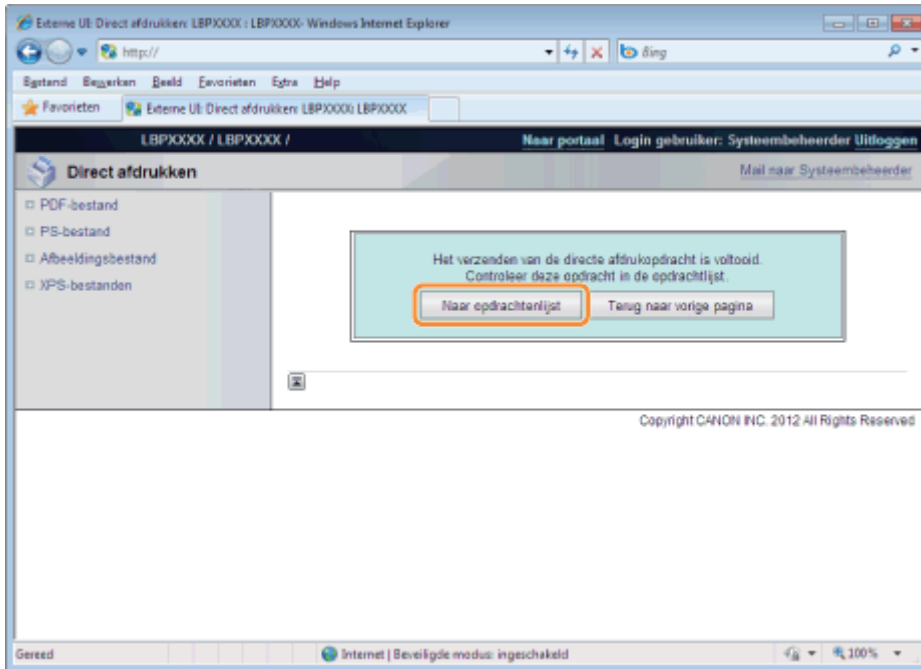 Externe UI: Direct afdrukken: LBPXXXX : LBPXXXX- Windows Internet Explorer
http://
Bing
Bestand Bewerken Beeld Favorieten Extra Help
Favorieten Externe UI: Direct afdrukken: LBPXXXX: LBPXXXX
LBPXXXX / LBPXXXX / Naar portaal Login gebruiker: Systeembeheerder Uitloggen
Direct afdrukken Mail naar Systeembeheerder
PDF-bestand
PS-bestand
Afbeeldingsbestand
XPS-bestanden
Het verzenden van de directe afdrukopdracht is voltooid.
Controleer deze opdracht in de opdrachtlijst.
Naar opdrachtenlijst Terug naar vorige pagina
Copyright CANON INC. 2012 All Rights Reserved
Gereed Internet | Beveiligde modus: ingeschakeld 100%